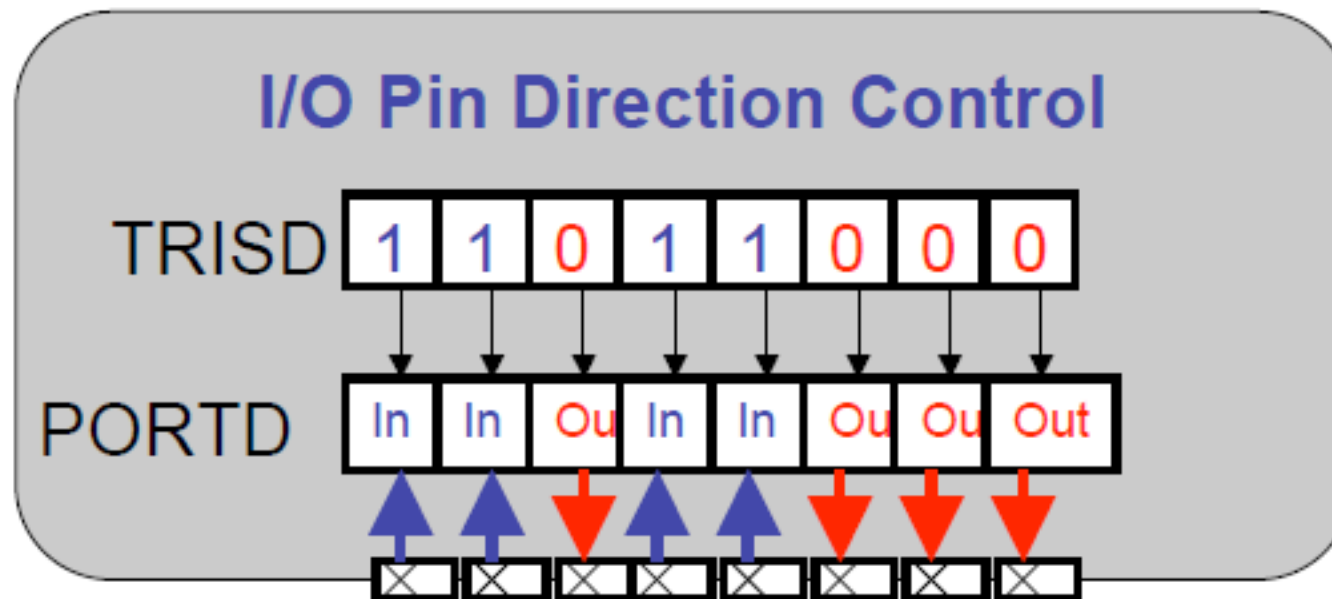 I/O Pin Direction Control
TRISD 1 1 0 1 1 0 0 0
PORTD In In Ou In In Ou Ou Out